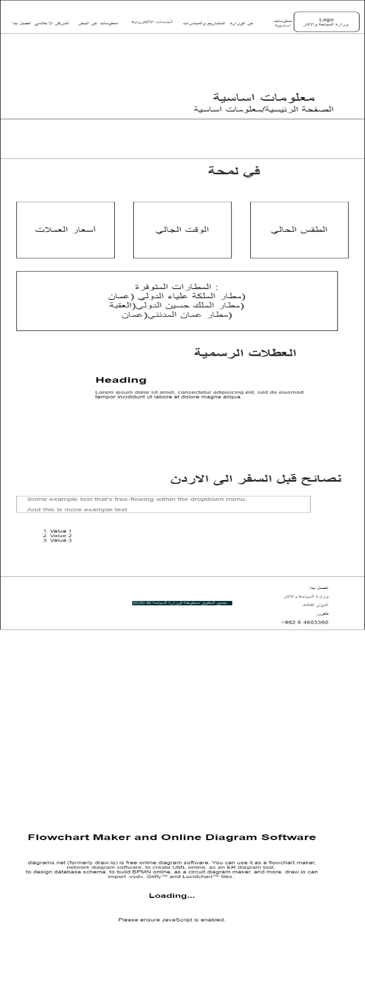 Logo
وزارة السياحة والاثار
معلومات
اساسيية
عن الوزاره
المشاريع والمبادرات
الخدمات الالكترونية
معلومات عن السفر
المركز الاعلامي
اتصل بنا
معلومات اساسية
الصفحة الرئيسية/معلومات اساسية
في لمحة
الطقس الحالي
الوقت الحالي
أسعار العملات
المطارات المتوفرة :
مطار الملكة علياء الدولي (عمان)
مطار الملك حسين الدولي(العقبة)
مطار عمان المدنني(عمان)
العطلات الرسمية
Heading
Lorem ipsum dolor sit amet, consectetur adipisicing elit, sed do eiusmod
tempor incididunt ut labore et dolore magna aliqua.
نصائح قبل السفر الى الاردن
Some example text that's free-flowing within the dropdown menu.
And this is more example text.
1. Value 1
2. Value 2
3. Value 3
اتصل بنا:
وزارة السياحة والاثار
الدوار الثالث
+962 6 4603360
جميع الحقوق محفوظة لوزارة السياحة © 2020
Flowchart Maker and Online Diagram Software
diagrams.net (formerly draw.io) is free online diagram software. You can use it as a flowchart maker,
network diagram software, to create UML online, as an ER diagram tool,
to design database schema, to build BPMN online, as a circuit diagram maker, and more. draw.io can
import .vsdx, Gliffy™ and Lucidchart™ files .
Loading...
Please ensure JavaScript is enabled.